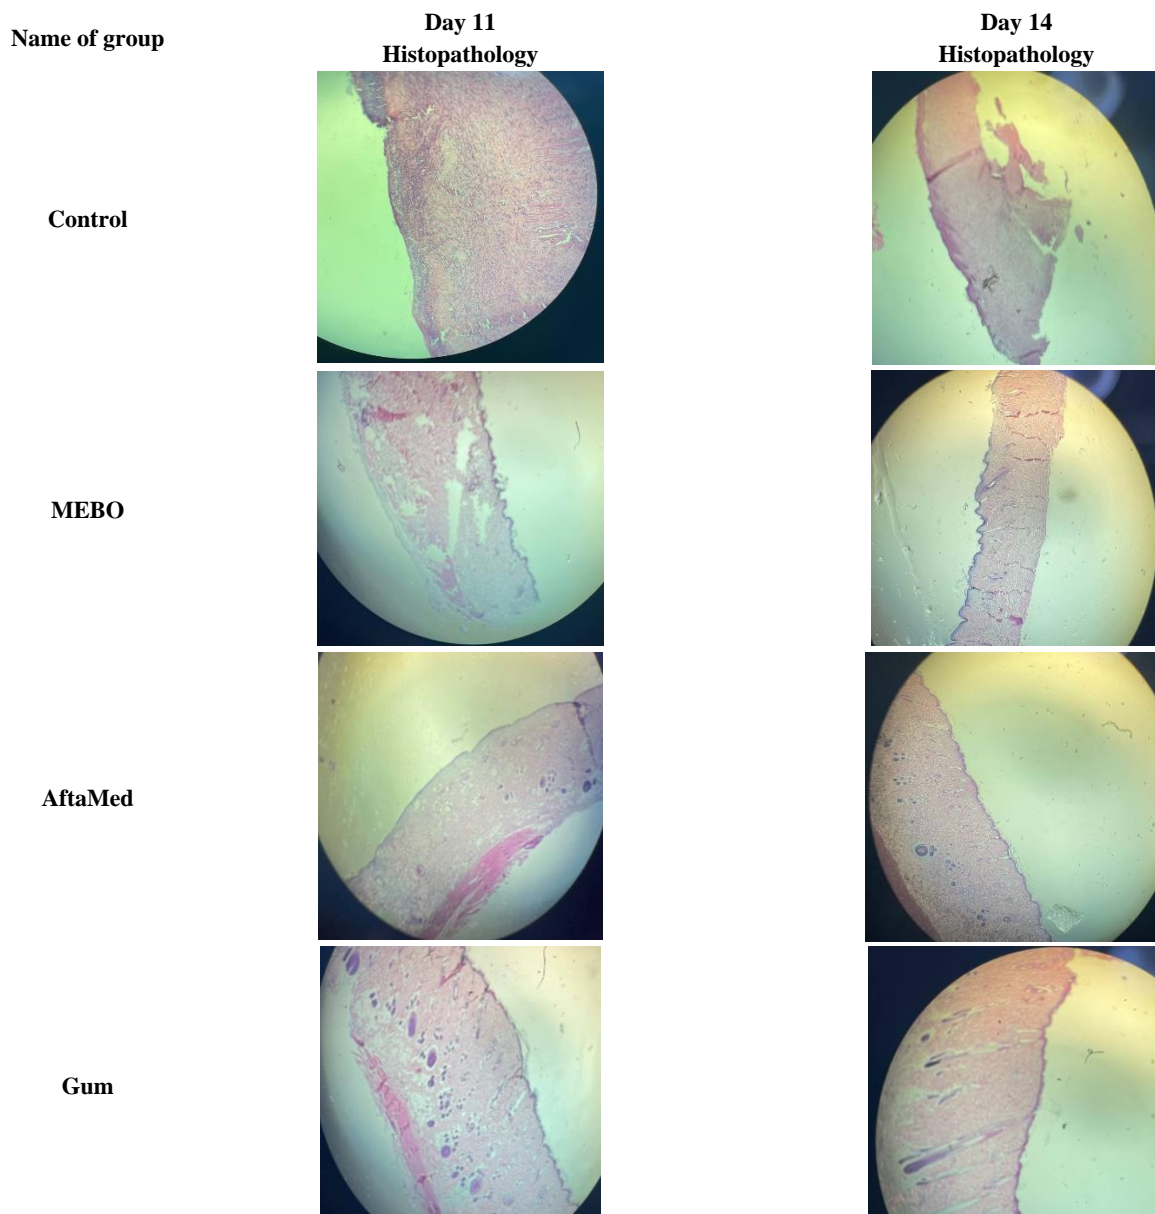 Name of group
Day 11
Histopathology
Day 14
Histopathology
Control
MEBO
AftaMed
Gum